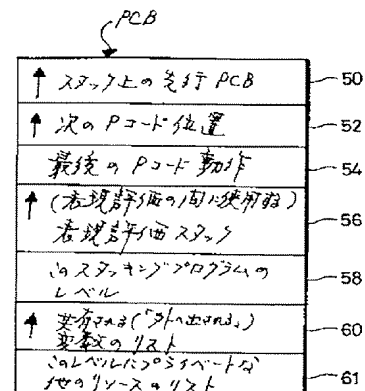 PCB
↑ スタック上の先行PCB
50
↑ 次のPコード位置
52
最後のPコード動作
54
↑ (表現評価の間に使用する)
表現評価スタック
56
このスタッキングプログラムの
レベル
58
↑ 共有される(「外へ出される」)
変数のリスト
60
このレベルにプライベートな
他のリソースのリスト
61